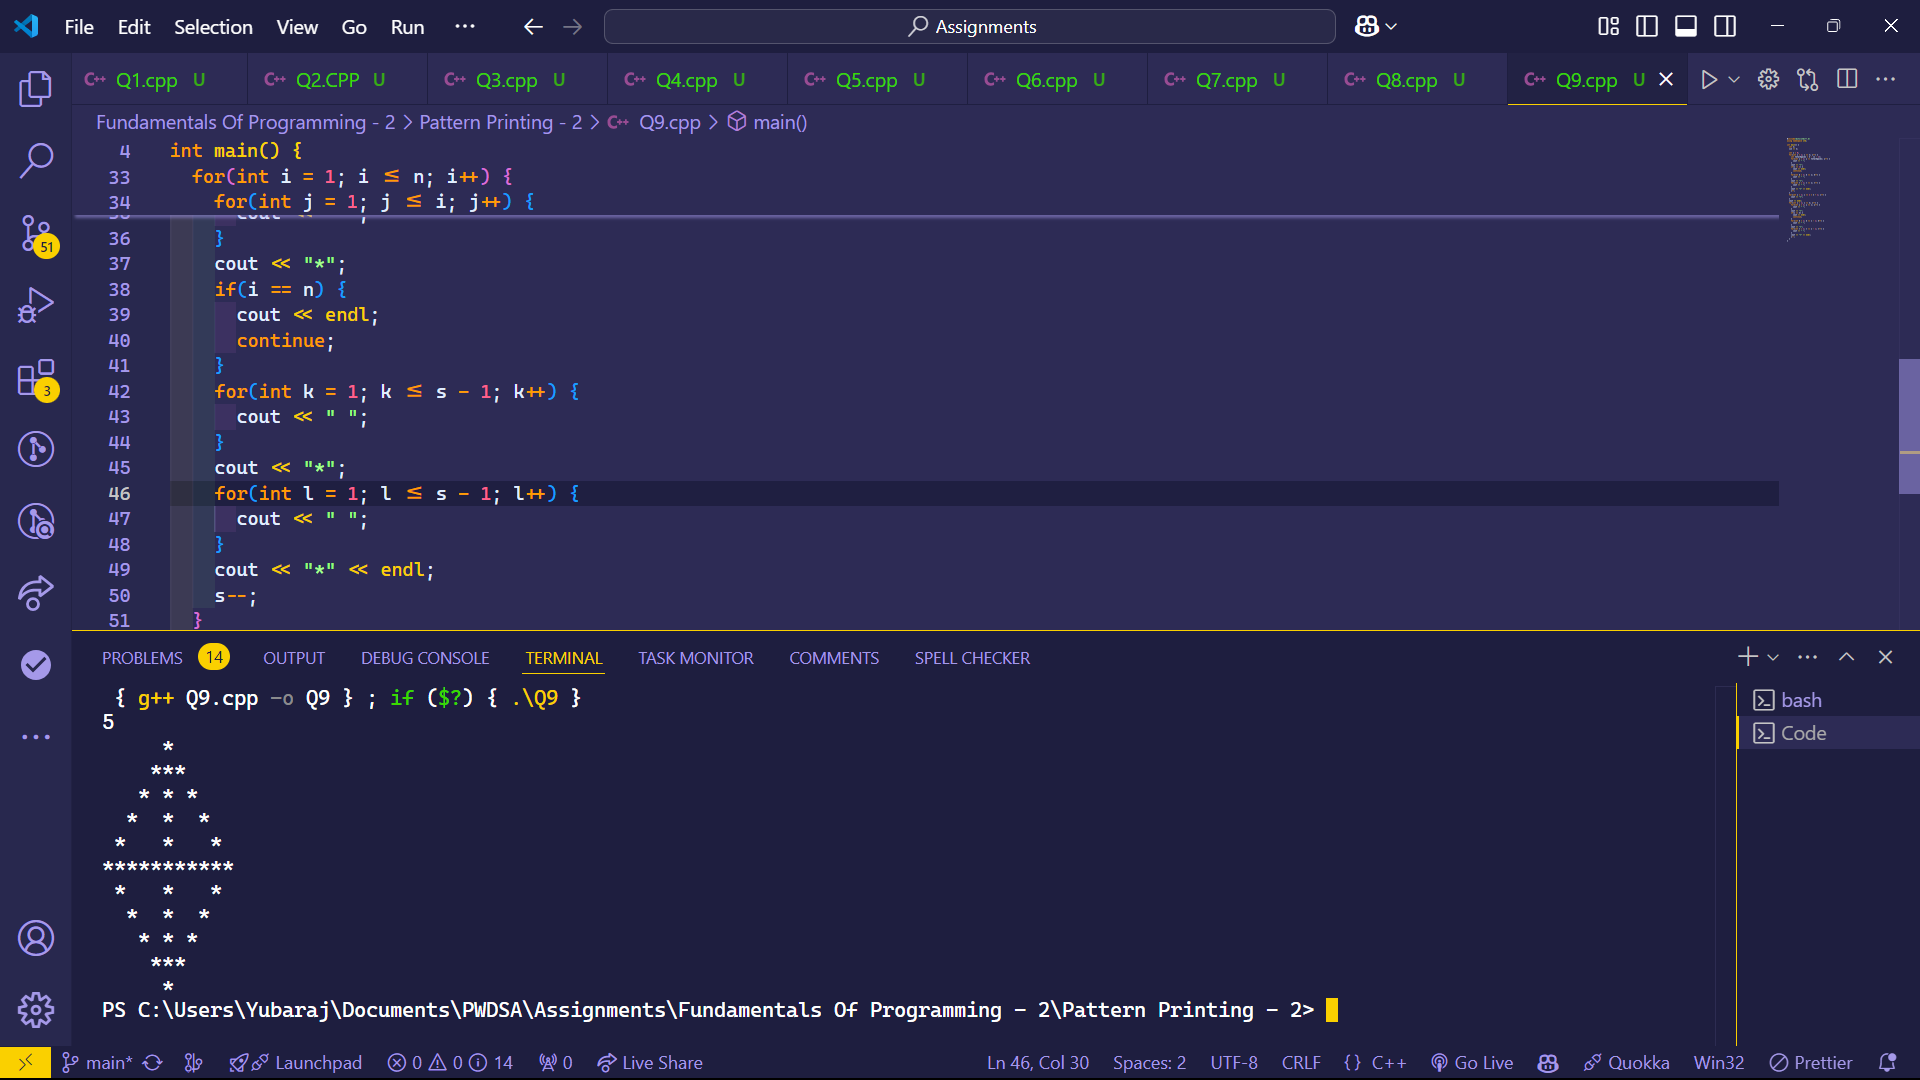 File Edit Selection View Go Run ··· Assignments
C++ Q1.cpp U C++ Q2.CPP U C++ Q3.cpp U C++ Q4.cpp U C++ Q5.cpp U C++ Q6.cpp U C++ Q7.cpp U C++ Q8.cpp U C++ Q9.cpp U
Fundamentals Of Programming - 2 > Pattern Printing - 2 > C++ Q9.cpp > main()
4 int main() {
33 for(int i = 1; i <= n; i++) {
34 for(int j = 1; j <= i; j++) {
36 }
37 cout << "*";
38 if(i == n) {
39 cout << endl;
40 continue;
41 }
42 for(int k = 1; k <= s - 1; k++) {
43 cout << " ";
44 }
45 cout << "*";
46 for(int l = 1; l <= s - 1; l++) {
47 cout << " ";
48 }
49 cout << "*" << endl;
50 s--;
51 }
51
3
PROBLEMS 14 OUTPUT DEBUG CONSOLE TERMINAL TASK MONITOR COMMENTS SPELL CHECKER
{ g++ Q9.cpp -o Q9 } ; if ($?) { .\Q9 }
5
     *
    ***
   * * *
  *  *  *
 *   *   *
***********
 *   *   *
  *  *  *
   * * *
    ***
     *
PS C:\Users\Yubaraj\Documents\PWDSA\Assignments\Fundamentals Of Programming - 2\Pattern Printing - 2>
bash
Code
main* Launchpad 0 0 14 0 Live Share Ln 46, Col 30 Spaces: 2 UTF-8 CRLF {} C++ Go Live Quokka Win32 Prettier